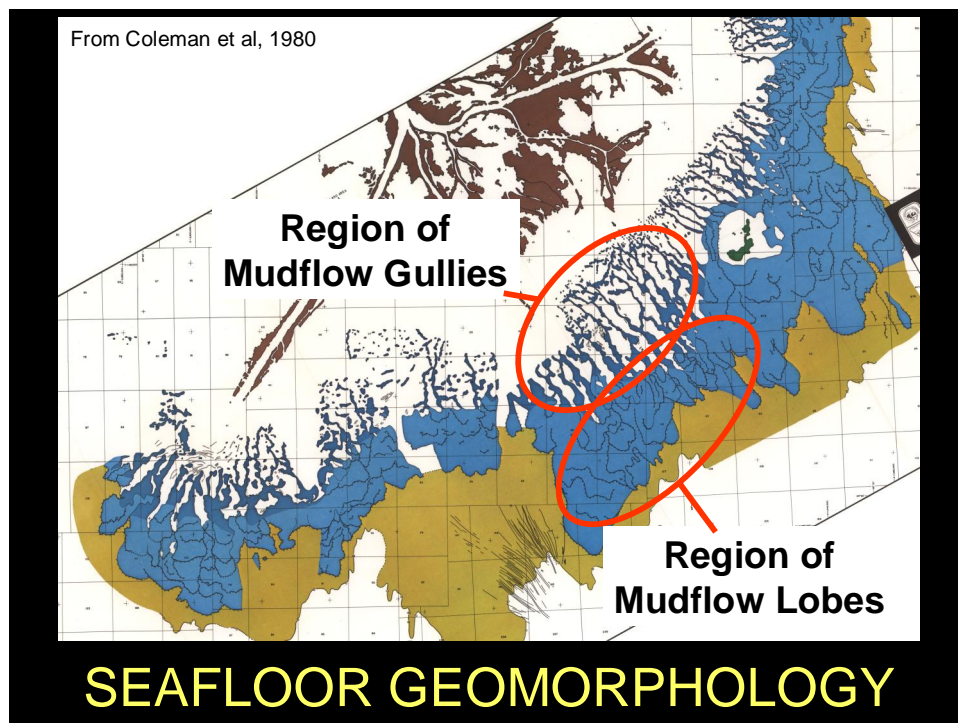 From Coleman et al, 1980
Region of
Mudflow Gullies
Region of
Mudflow Lobes
SEAFLOOR GEOMORPHOLOGY